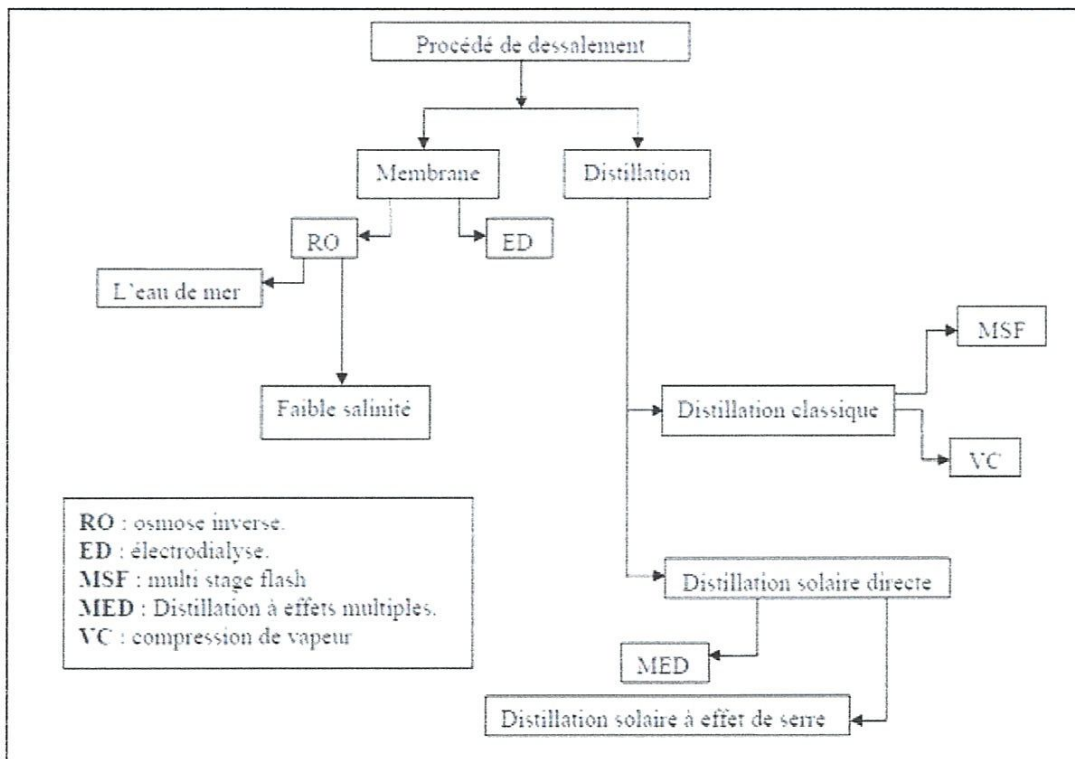 Procédé de dessalement
Membrane
Distillation
RO
ED
L'eau de mer
Faible salinité
MSF
Distillation classique
VC
RO : osmose inverse.
ED : électrodialyse.
MSF : multi stage flash
MED : Distillation à effets multiples.
VC : compression de vapeur
Distillation solaire directe
MED
Distillation solaire à effet de serre